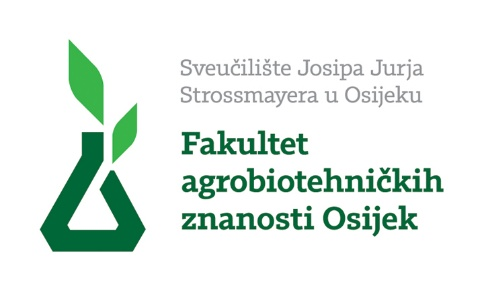 Sveučilište Josipa Jurja
Strossmayera u Osijeku
Fakultet
agrobiotehničkih
znanosti Osijek